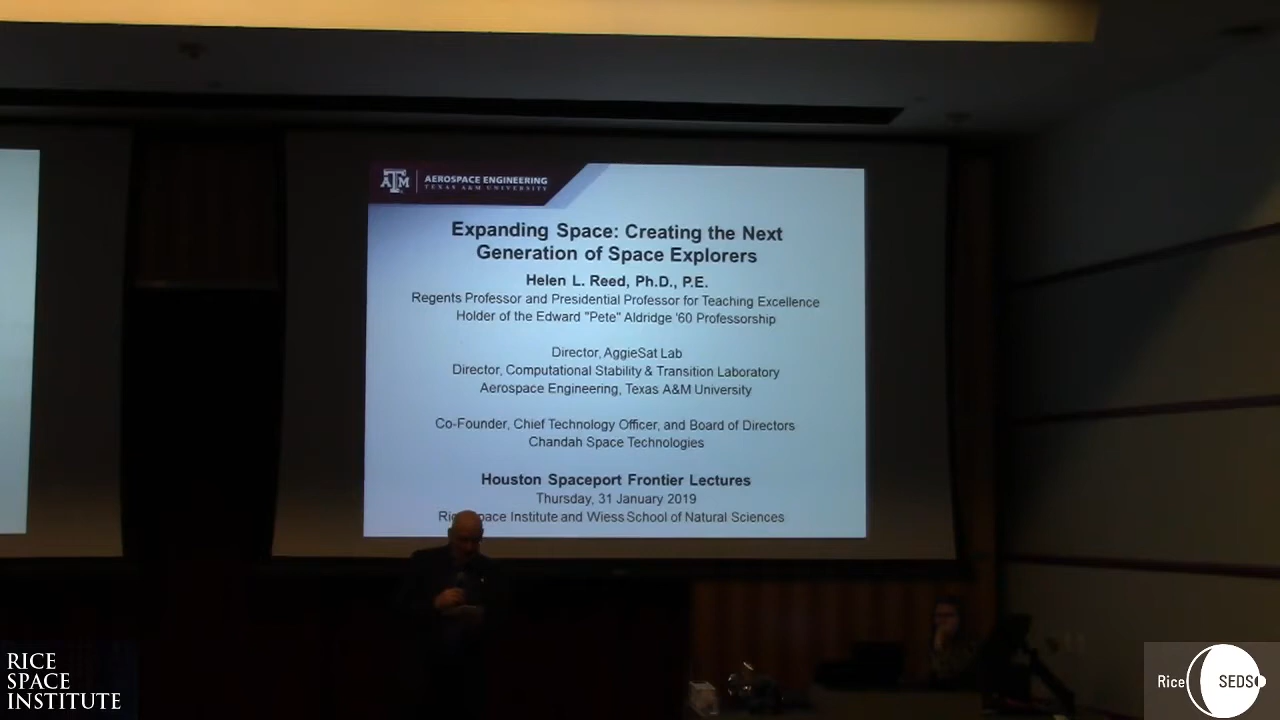 AM
AEROSPACE ENGINEERING
TEXAS A&M UNIVERSITY
Expanding Space: Creating the Next
Generation of Space Explorers
Helen L. Reed, Ph.D., P.E.
Regents Professor and Presidential Professor for Teaching Excellence
Holder of the Edward "Pete" Aldridge '60 Professorship
Director, AggieSat Lab
Director, Computational Stability & Transition Laboratory
Aerospace Engineering, Texas A&M University
Co-Founder, Chief Technology Officer, and Board of Directors
Chandah Space Technologies
Houston Spaceport Frontier Lectures
Thursday, 31 January 2019
Institute and Wiess School of Natural Sciences
RICE
SPACE
INSTITUTE
Rice SEDS